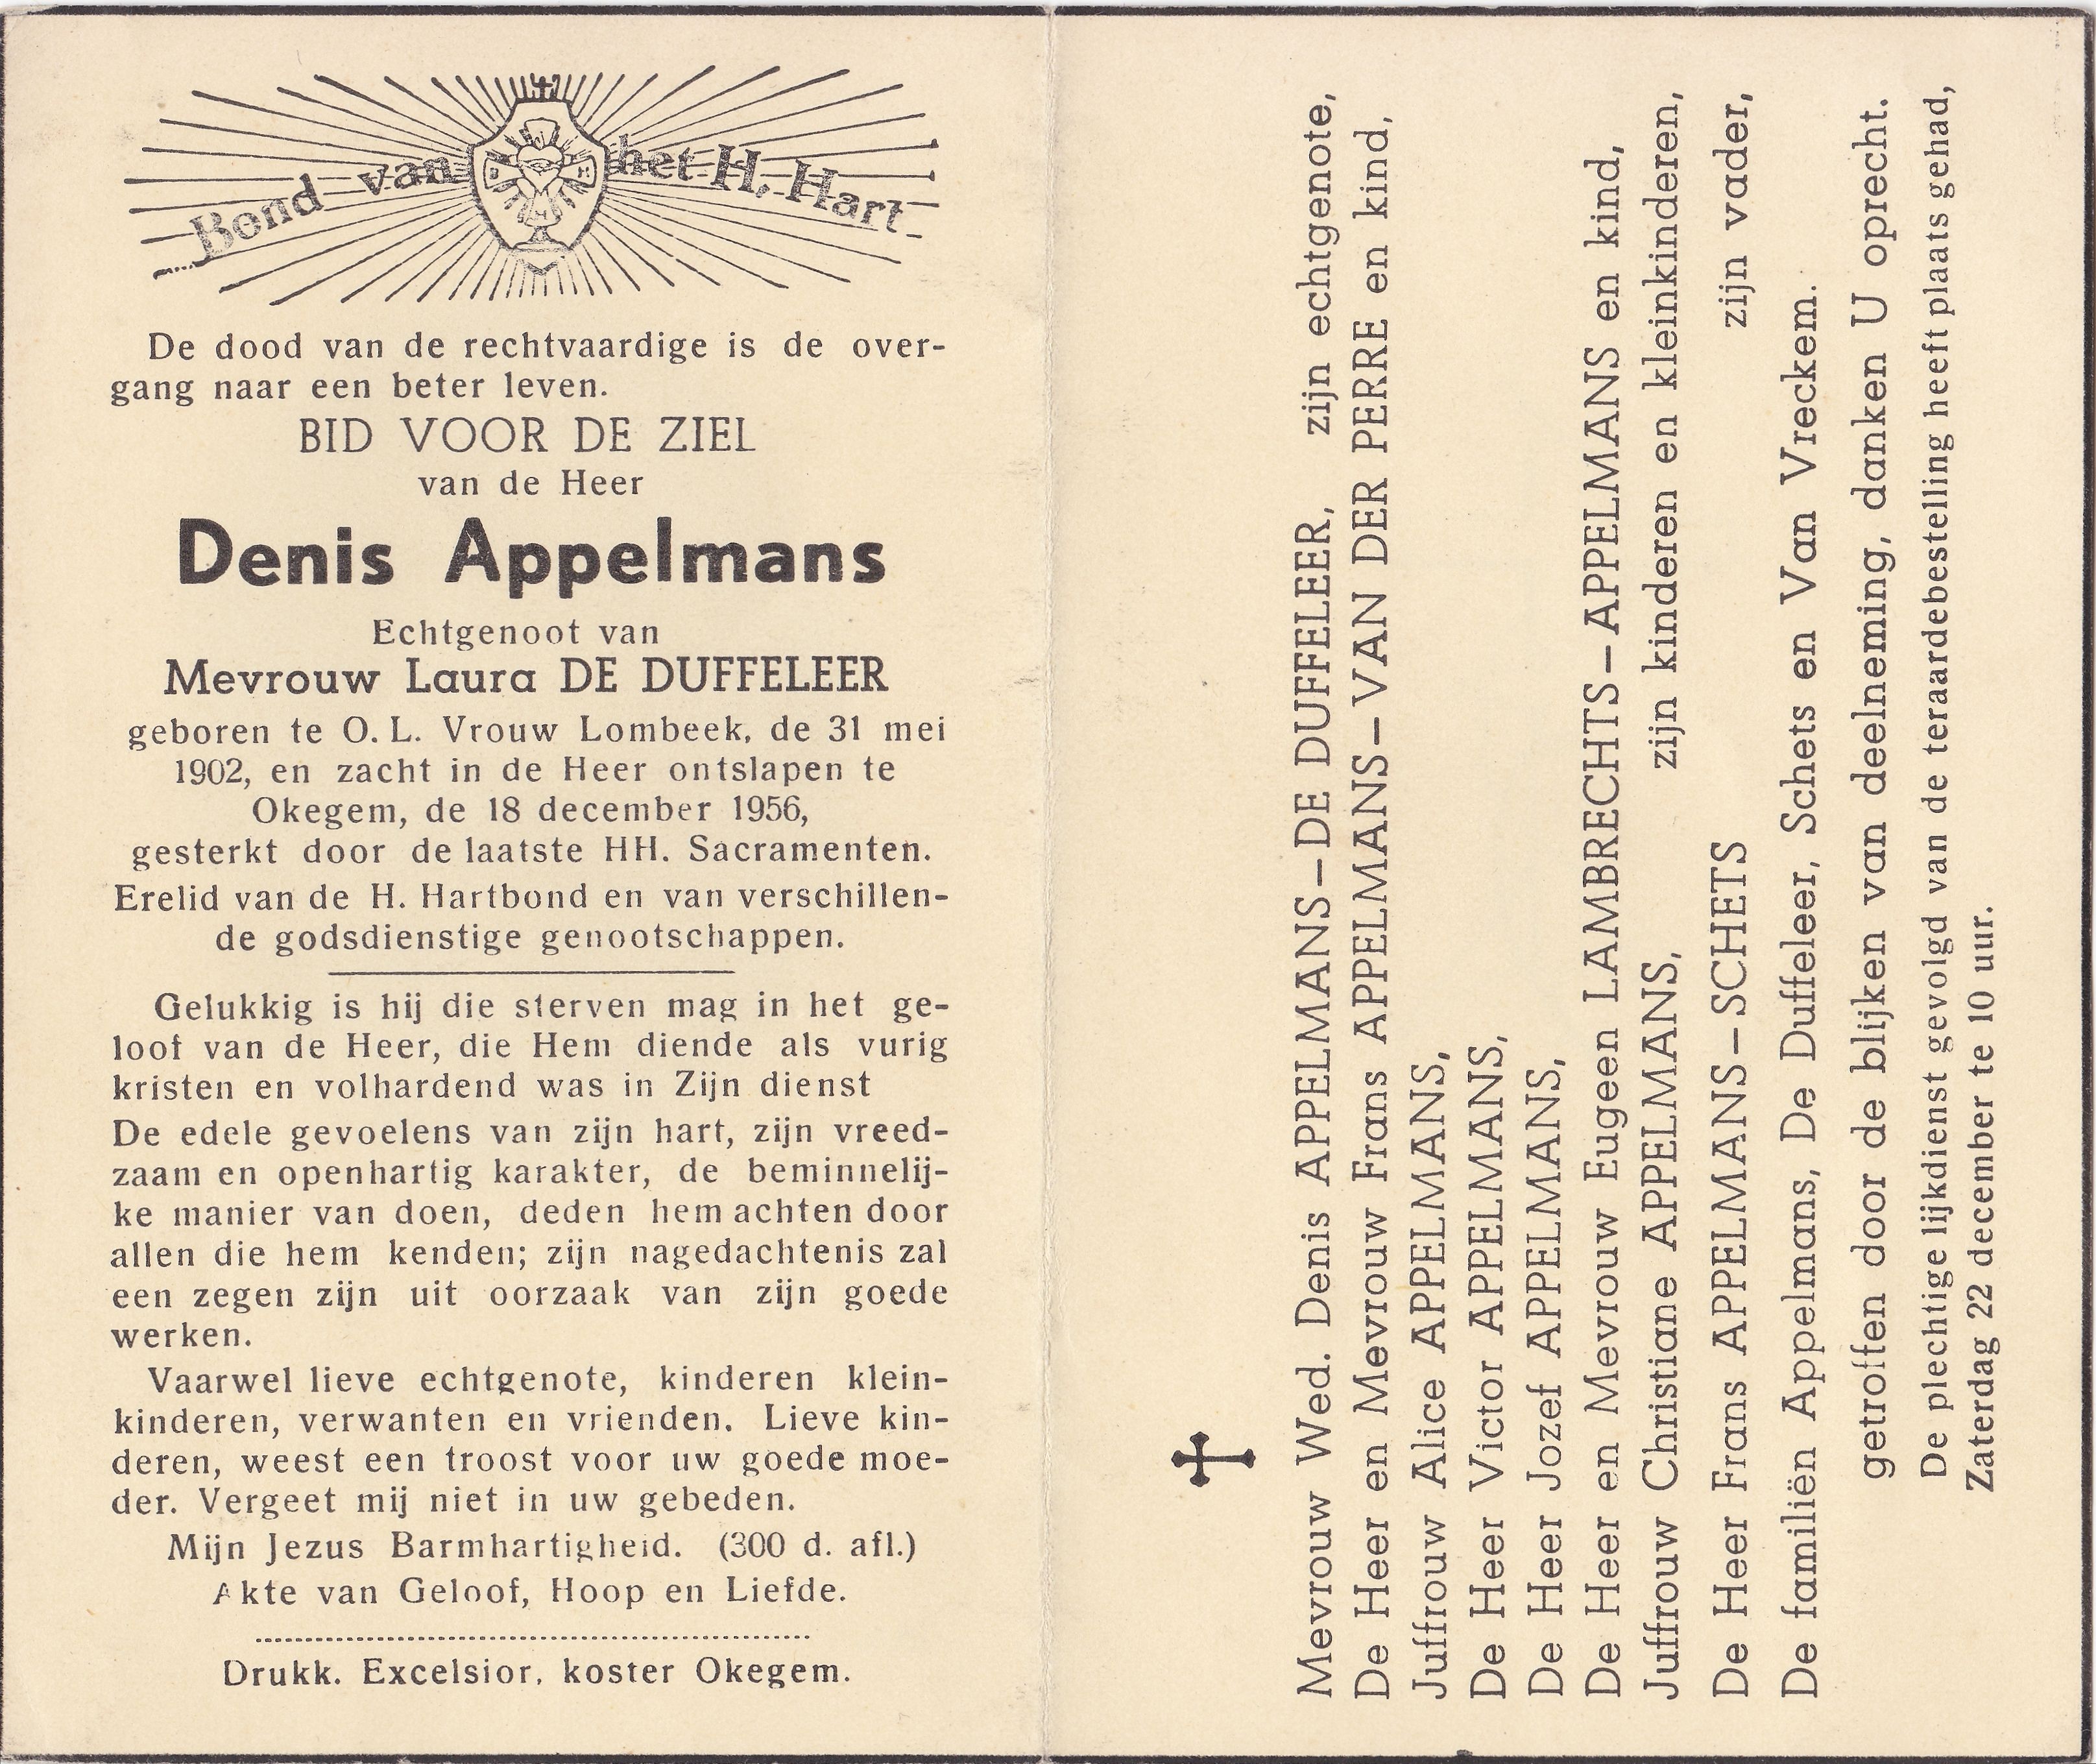 Bond van het H. Hart
De dood van de rechtvaardige is de over-
gang naar een beter leven.
BID VOOR DE ZIEL
van de Heer
Denis Appelmans
Echtgenoot van
Mevrouw Laura DE DUFFELEER
geboren te O. L. Vrouw Lombeek, de 31 mei
1902, en zacht in de Heer ontslapen te
Okegem, de 18 december 1956,
gesterkt door de laatste HH. Sacramenten.
Erelid van de H. Hartbond en van verschillen-
de godsdienstige genootschappen.
Gelukkig is hij die sterven mag in het ge-
loof van de Heer, die Hem diende als vurig
kristen en volhardend was in Zijn dienst
De edele gevoelens van zijn hart, zijn vreed-
zaam en openhartig karakter, de beminnelij-
ke manier van doen, deden hem achten door
allen die hem kenden; zijn nagedachtenis zal
een zegen zijn uit oorzaak van zijn goede
werken.
Vaarwel lieve echtgenote, kinderen klein-
kinderen, verwanten en vrienden. Lieve kin-
deren, weest een troost voor uw goede moe-
der. Vergeet mij niet in uw gebeden.
Mijn Jezus Barmhartigheid. (300 d. afl.)
Akte van Geloof, Hoop en Liefde.
Drukk. Excelsior, koster Okegem.
Mevrouw Wed. Denis APPELMANS—DE DUFFELEER, zijn echtgenote,
De Heer en Mevrouw Frans APPELMANS—VAN DER PERRE en kind,
Juffrouw Alice APPELMANS,
De Heer Victor APPELMANS,
De Heer Jozef APPELMANS,
De Heer en Mevrouw Eugeen LAMBRECHTS—APPELMANS en kind,
Juffrouw Christiane APPELMANS, zijn kinderen en kleinkinderen,
De Heer Frans APPELMANS—SCHETS zijn vader,
De familiën Appelmans, De Duffeleer, Schets en Van Vreckem.
getroffen door de blijken van deelneming, danken U oprecht.
De plechtige lijkdienst gevolgd van de teraardebestelling heeft plaats gehad,
Zaterdag 22 december te 10 uur.